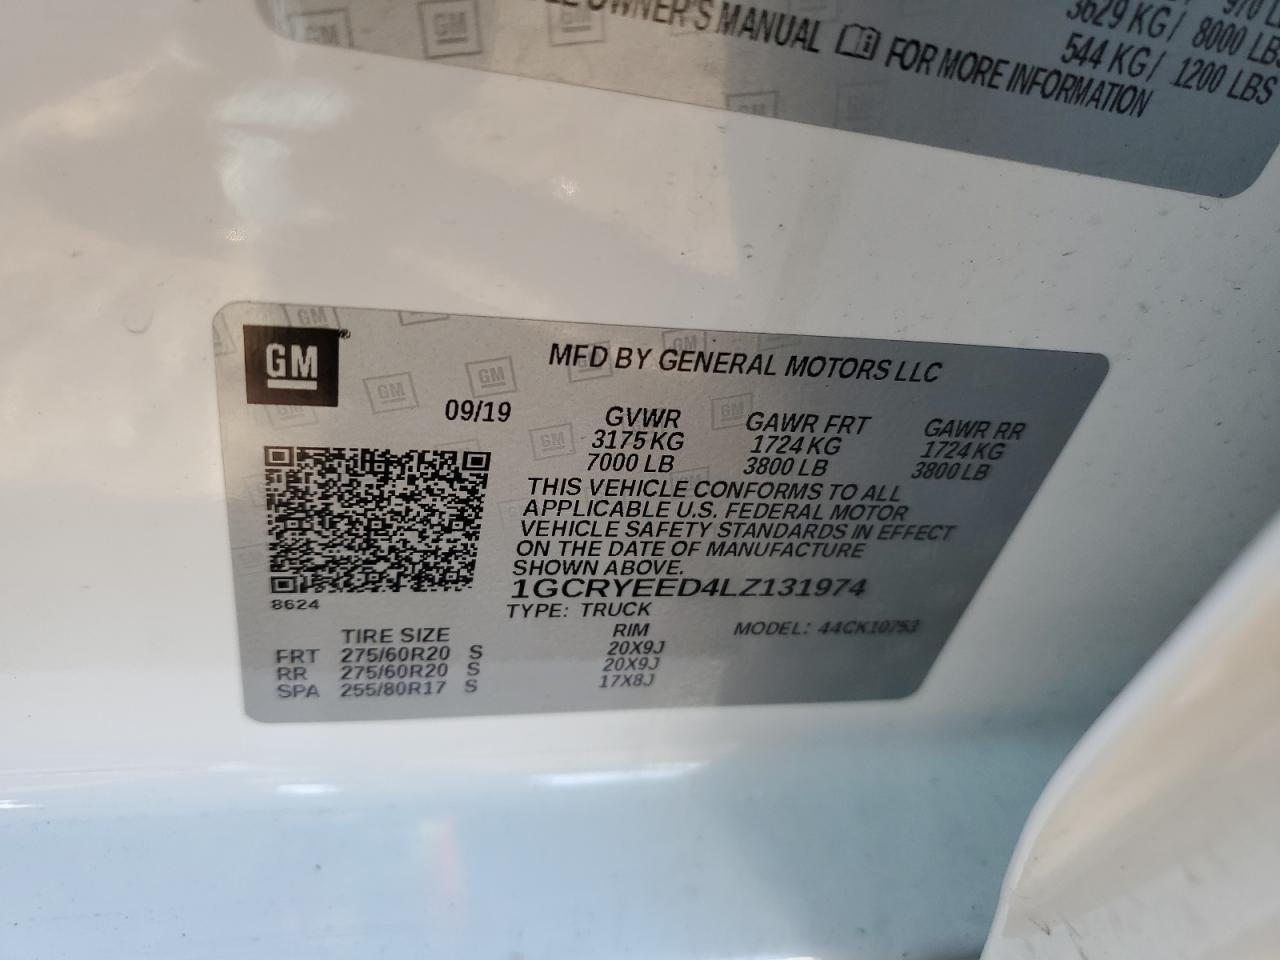 OWNER'S MANUAL FOR MORE INFORMATION
3629 KG / 8000 LBS
544 KG / 1200 LBS
GM
MFD BY GENERAL MOTORS LLC
09/19
GVWR GAWR FRT GAWR RR
3175 KG 1724 KG 1724 KG
7000 LB 3800 LB 3800 LB
THIS VEHICLE CONFORMS TO ALL
APPLICABLE U.S. FEDERAL MOTOR
VEHICLE SAFETY STANDARDS IN EFFECT
ON THE DATE OF MANUFACTURE
SHOWN ABOVE.
1GCRYEED4LZ131974
8624
TYPE: TRUCK
MODEL: 44CK10753
TIRE SIZE RIM
FRT 275/60R20 S 20X9J
RR 275/60R20 S 20X9J
SPA 255/80R17 S 17X8J